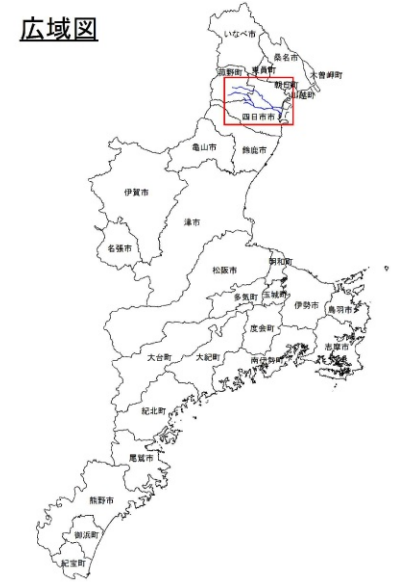 広域図
いなべ市
桑名市
東員町
木曽岬町
菰野町
朝日町
川越町
四日市市
亀山市
鈴鹿市
伊賀市
津市
名張市
松阪市
明和町
多気町
玉城町
伊勢市
鳥羽市
度会町
志摩市
大台町
大紀町
南伊勢町
紀北町
尾鷲市
熊野市
御浜町
紀宝町